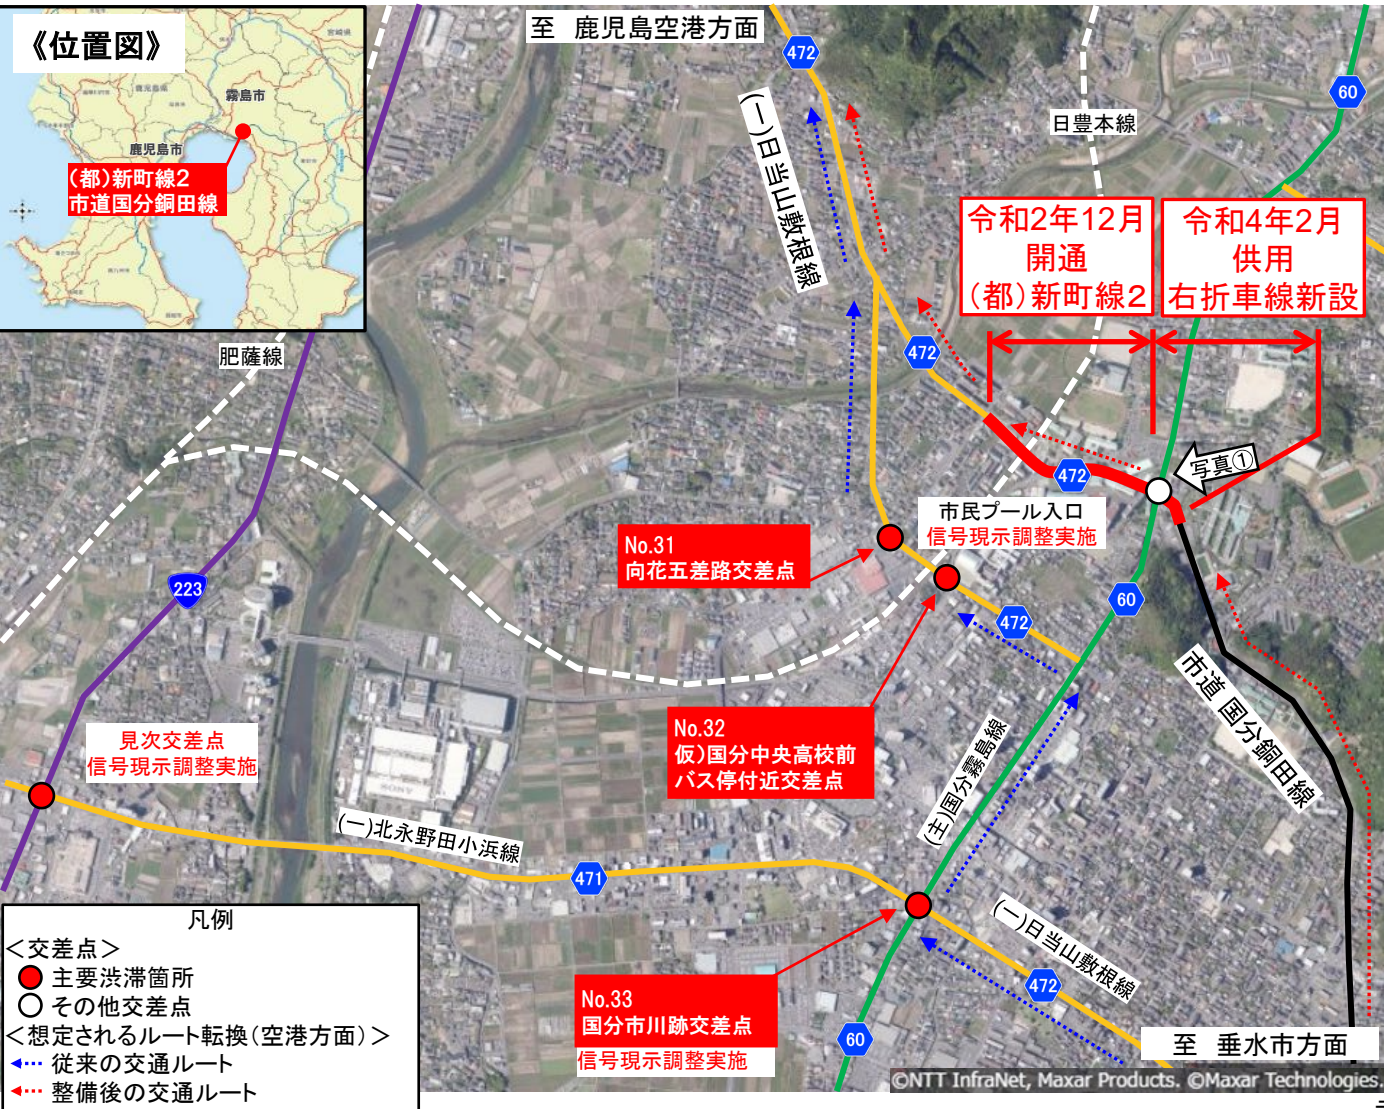 《位置図》
霧島市
鹿児島市
宮崎県
鹿児島県
(都)新町線2
市道国分銅田線
至 鹿児島空港方面
472
60
(一)日当山敷根線
日豊本線
令和2年12月
開通
(都)新町線2
令和4年2月
供用
右折車線新設
肥薩線
472
写真①
472
市民プール入口
信号現示調整実施
No.31
向花五差路交差点
223
472
60
市道 国分銅田線
No.32
仮)国分中央高校前
バス停付近交差点
見次交差点
信号現示調整実施
(主)国分霧島線
(一)北永野田小浜線
471
(一)日当山敷根線
472
No.33
国分市川跡交差点
信号現示調整実施
60
至 垂水市方面
凡例
<交差点>
主要渋滞箇所
その他交差点
<想定されるルート転換(空港方面)>
従来の交通ルート
整備後の交通ルート
©NTT InfraNet, Maxar Products. ©Maxar Technologies.